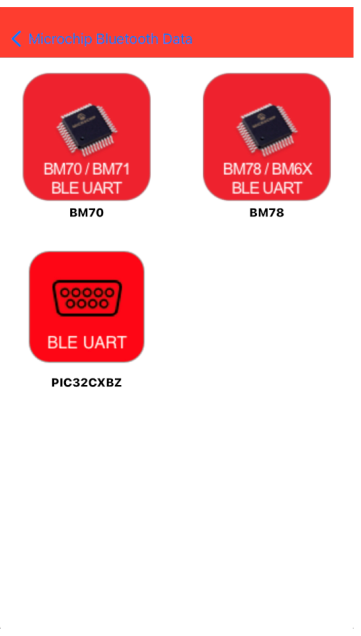 Microchip Bluetooth Data
BM70 / BM71
BLE UART
BM70
BM78 / BM6X
BLE UART
BM78
BLE UART
PIC32CXBZ